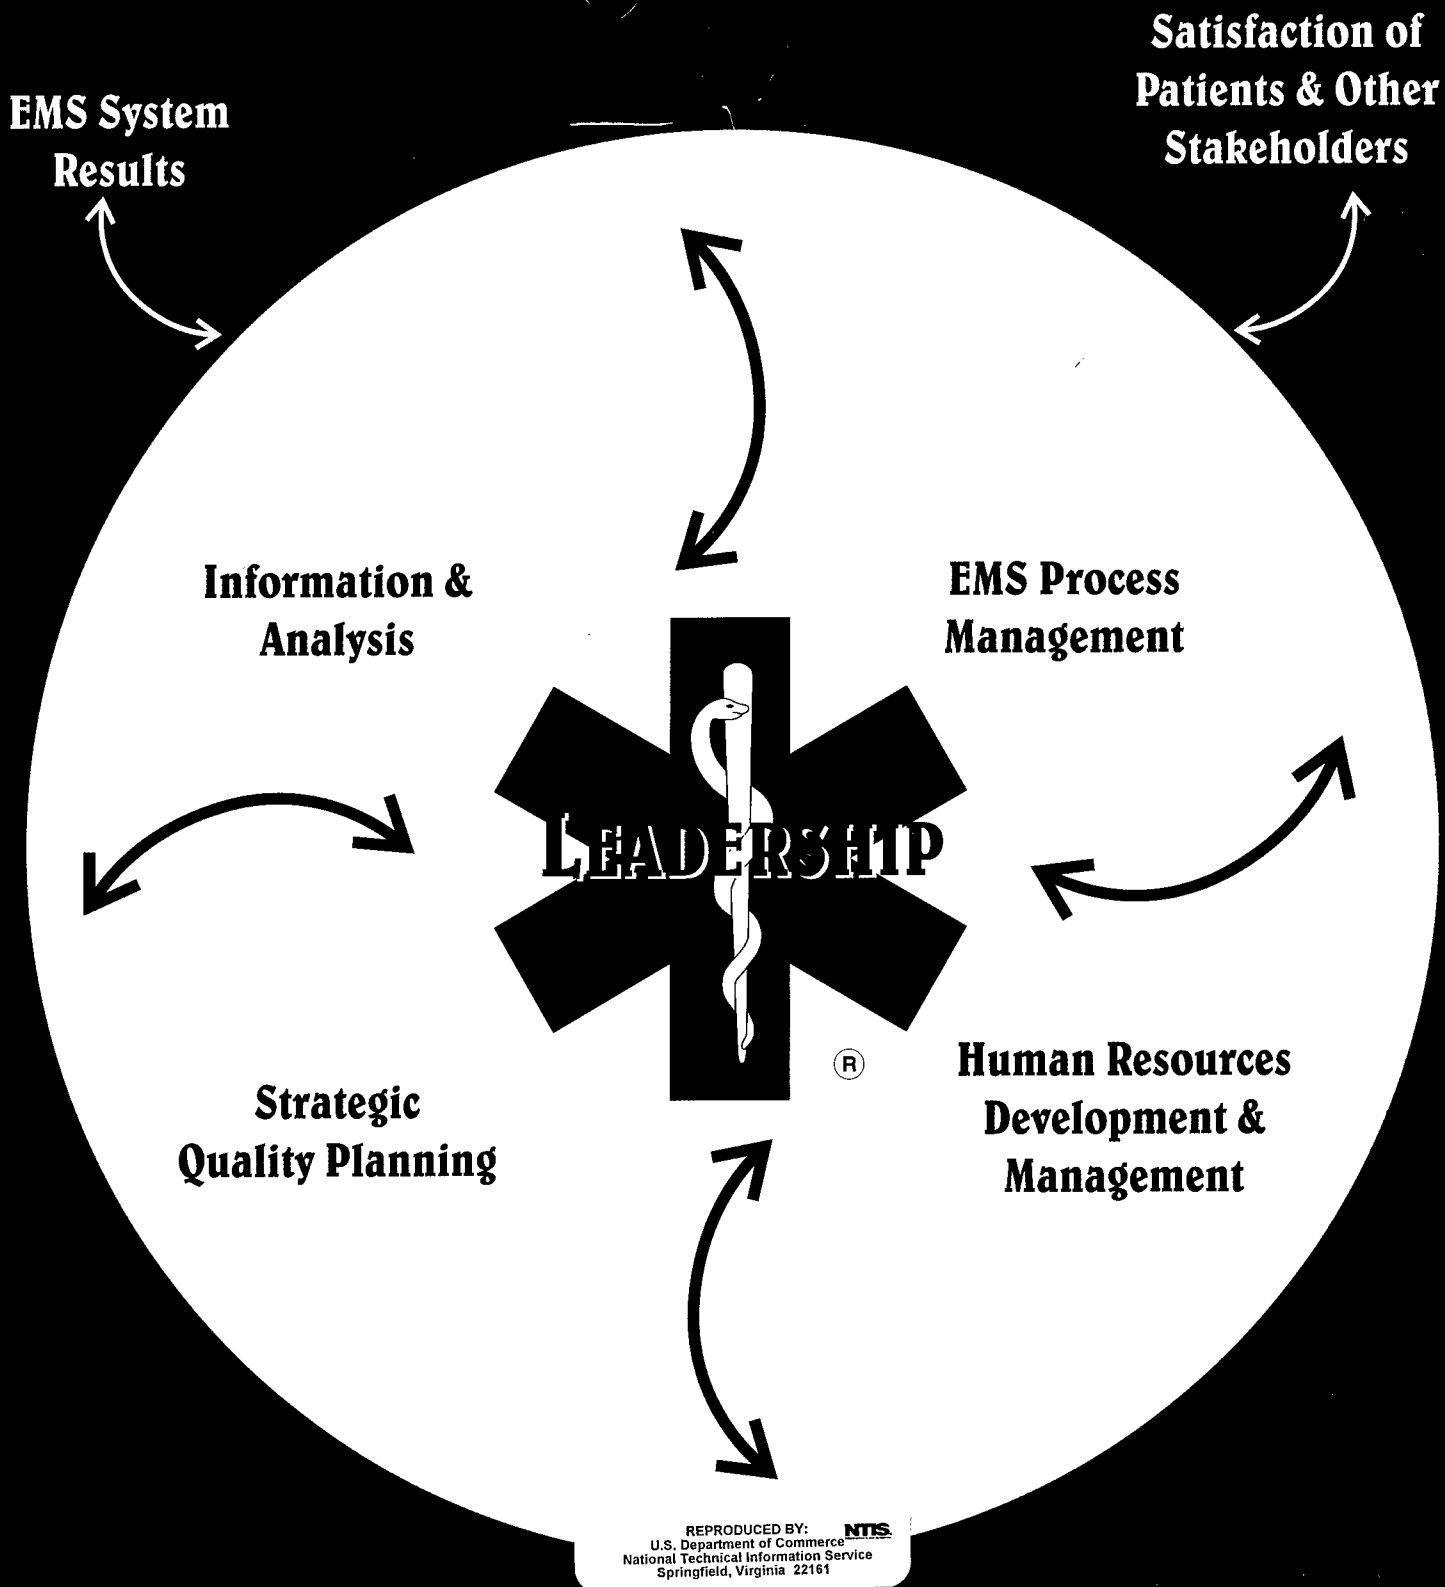 Satisfaction of
Patients & Other
Stakeholders
EMS System
Results
Information &
Analysis
EMS Process
Management
LEADERSHIP
R
Human Resources
Development &
Management
Strategic
Quality Planning
REPRODUCED BY: NTIS.
U.S. Department of Commerce
National Technical Information Service
Springfield, Virginia 22161